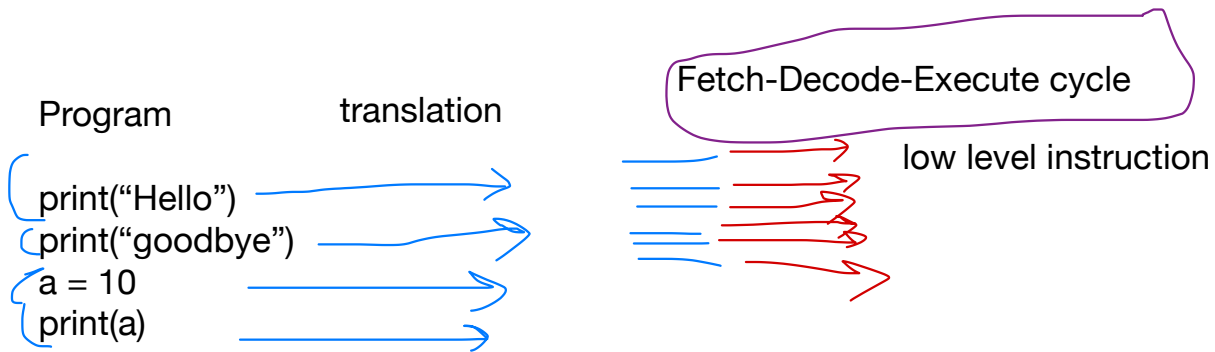 Fetch-Decode-Execute cycle
Program
translation
low level instruction
print(“Hello”)
print(“goodbye”)
a = 10
print(a)